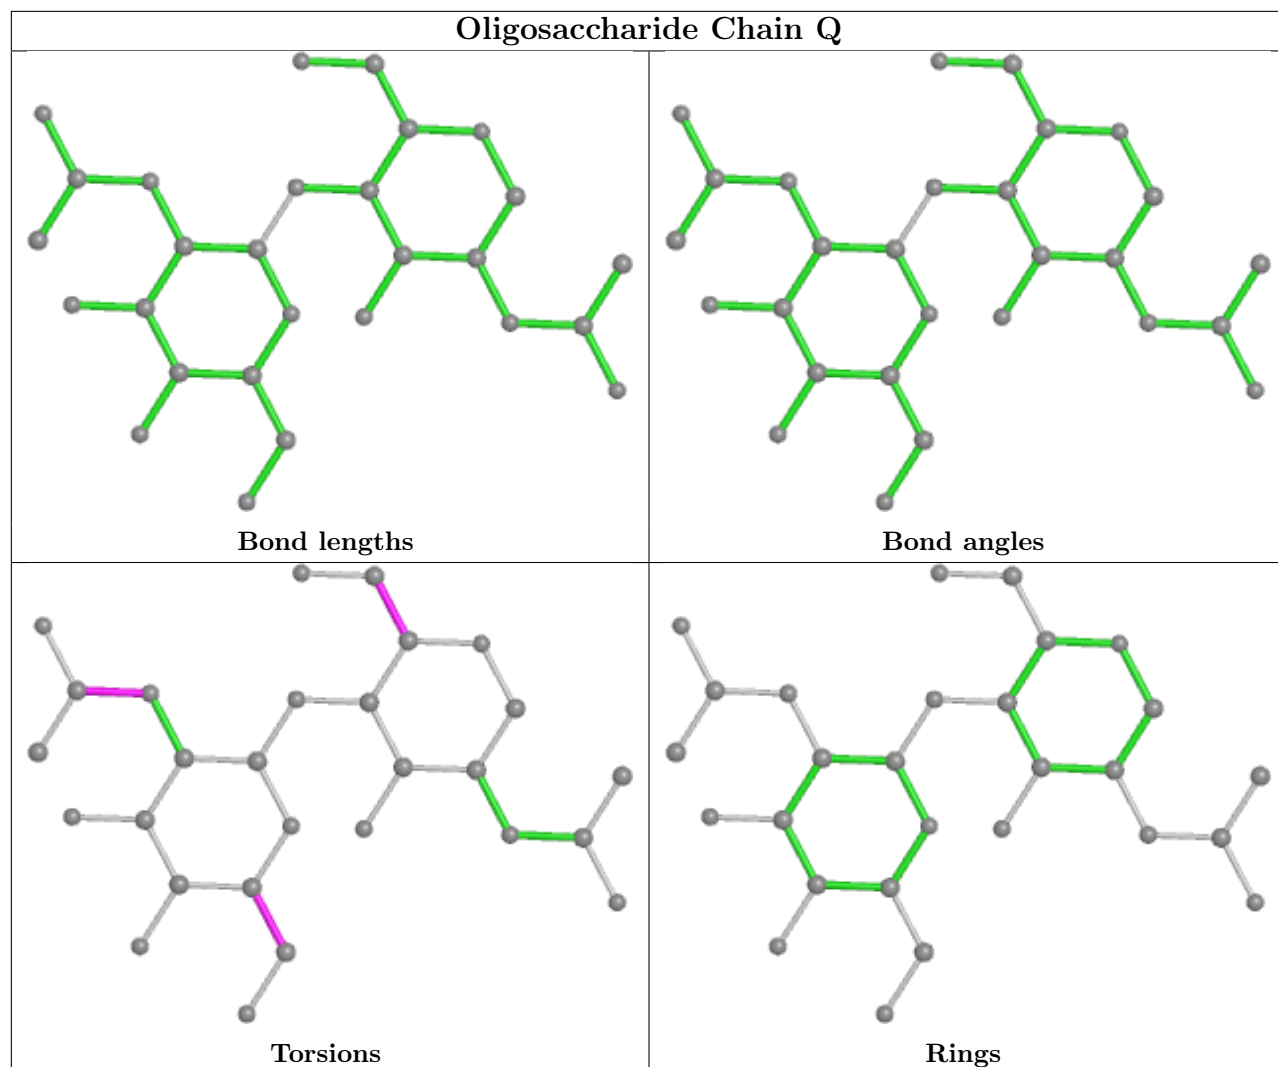 Oligosaccharide Chain Q
Bond lengths
Bond angles
Torsions
Rings